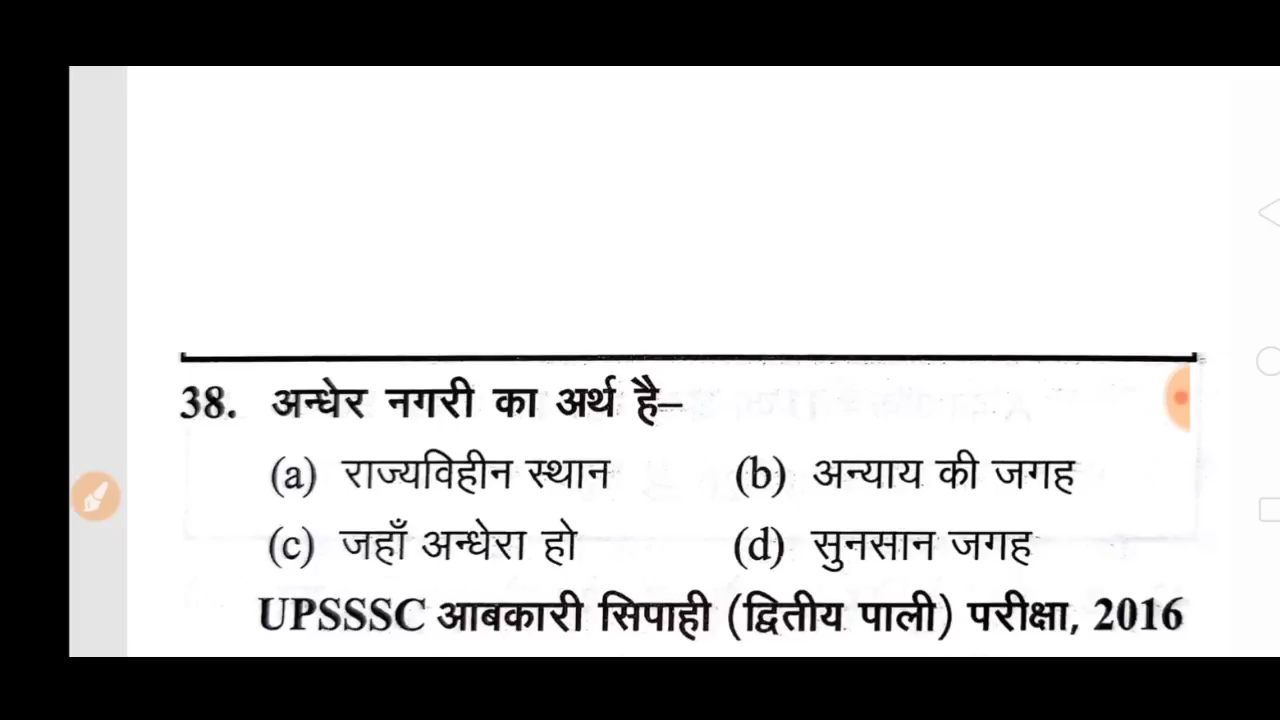 38. अन्धेर नगरी का अर्थ है–
(a) राज्यविहीन स्थान (b) अन्याय की जगह
(c) जहाँ अन्धेरा हो (d) सुनसान जगह
UPSSSC आबकारी सिपाही (द्वितीय पाली) परीक्षा, 2016